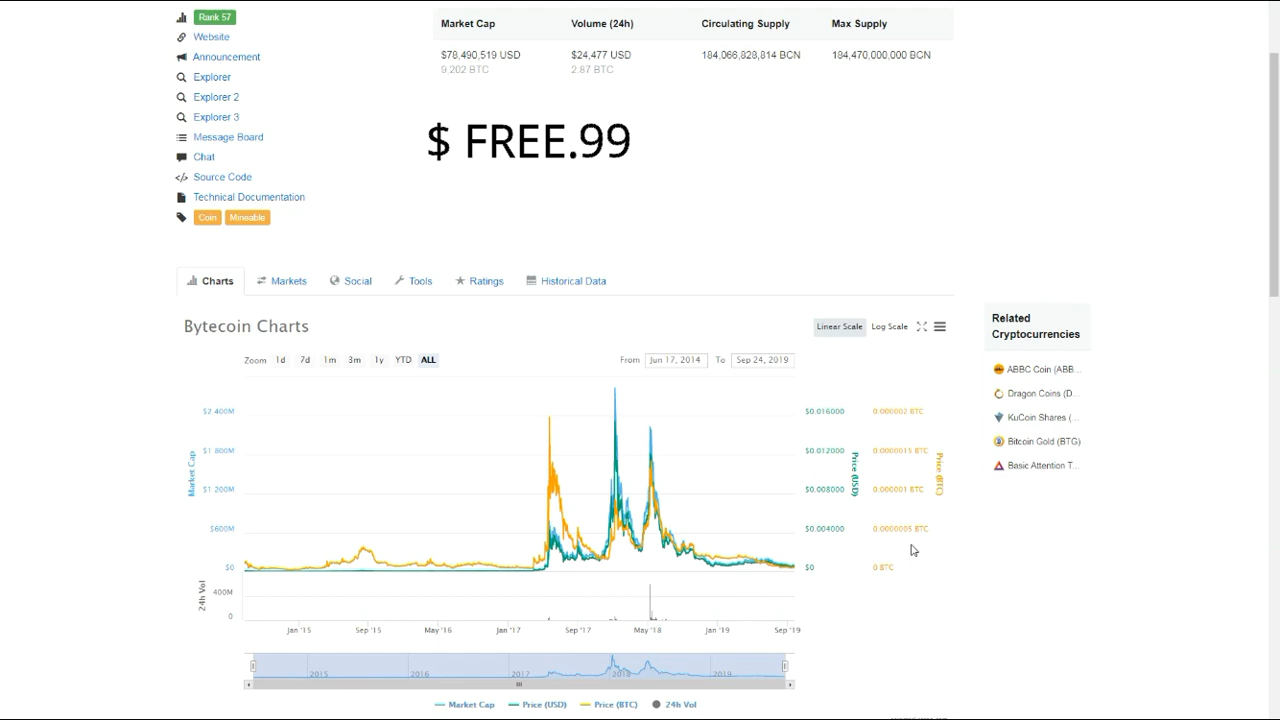 Rank 57
Website
Announcement
Explorer
Explorer 2
Explorer 3
Message Board
Chat
Source Code
Technical Documentation
Coin Mineable
Market Cap Volume (24h) Circulating Supply Max Supply
$78,490,519 USD $24,477 USD 184,066,828,814 BCN 184,470,000,000 BCN
9,202 BTC 2.87 BTC
$ FREE.99
Charts Markets Social Tools Ratings Historical Data
Bytecoin Charts
Linear Scale Log Scale
Zoom 1d 7d 1m 3m 1y YTD ALL From Jun 17, 2014 To Sep 24, 2019
$2 400M $0.016000 0.000002 BTC
$1 800M $0.012000 0.0000015 BTC
$1 200M $0.008000 0.000001 BTC
$600M $0.004000 0.0000005 BTC
$0 $0 0 BTC
Market Cap
Price (USD)
Price (BTC)
24h Vol
400M
0
Jan '15 Sep '15 May '16 Jan '17 Sep '17 May '18 Jan '19 Sep '19
2015 2016 2017 2018 2019
Market Cap Price (USD) Price (BTC) 24h Vol
Related
Cryptocurrencies
ABBC Coin (ABB...
Dragon Coins (D...
KuCoin Shares (...
Bitcoin Gold (BTG)
Basic Attention T...